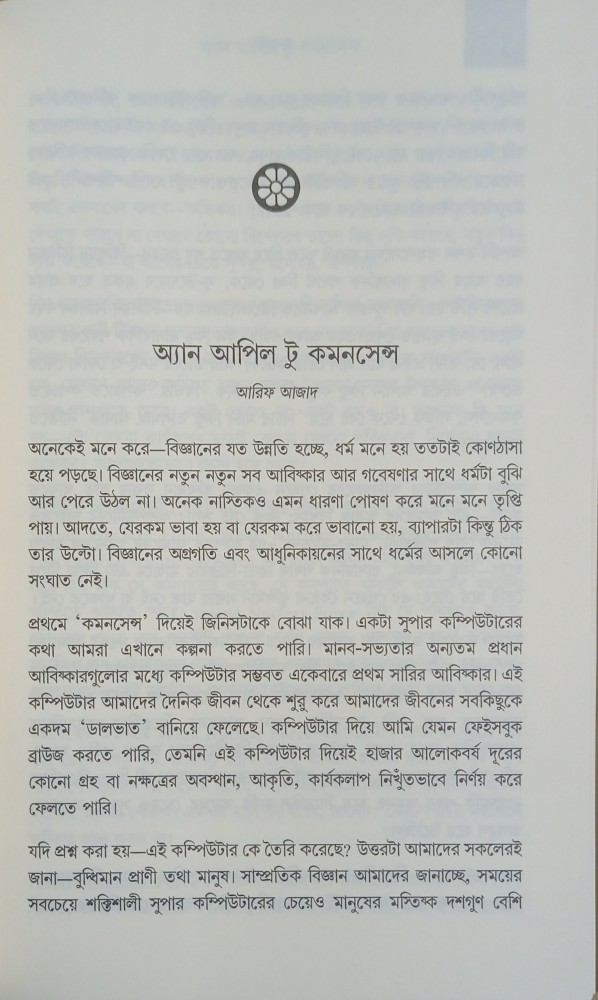 অ্যান আপিল টু কমনসেন্স
আরিফ আজাদ
অনেকেই মনে করে—বিজ্ঞানের যত উন্নতি হচ্ছে, ধর্ম মনে হয় ততটাই কোণঠাসা
হয়ে পড়ছে। বিজ্ঞানের নতুন নতুন সব আবিষ্কার আর গবেষণার সাথে ধর্মটা বুঝি
আর পেরে উঠল না। অনেক নাস্তিকও এমন ধারণা পোষণ করে মনে মনে তৃপ্তি
পায়। আদতে, যেরকম ভাবা হয় বা যেরকম করে ভাবানো হয়, ব্যাপারটা কিন্তু ঠিক
তার উল্টো। বিজ্ঞানের অগ্রগতি এবং আধুনিকায়নের সাথে ধর্মের আসলে কোনো
সংঘাত নেই।
প্রথমে ‘কমনসেন্স’ দিয়েই জিনিসটাকে বোঝা যাক। একটা সুপার কম্পিউটারের
কথা আমরা এখানে কল্পনা করতে পারি। মানব-সভ্যতার অন্যতম প্রধান
আবিষ্কারগুলোর মধ্যে কম্পিউটার সম্ভবত একেবারে প্রথম সারির আবিষ্কার। এই
কম্পিউটার আমাদের দৈনিক জীবন থেকে শুরু করে আমাদের জীবনের সবকিছুকে
একদম ‘ডালভাত’ বানিয়ে ফেলেছে। কম্পিউটার দিয়ে আমি যেমন ফেইসবুক
ব্রাউজ করতে পারি, তেমনি এই কম্পিউটার দিয়েই হাজার আলোকবর্ষ দূরের
কোনো গ্রহ বা নক্ষত্রের অবস্থান, আকৃতি, কার্যকলাপ নিখুঁতভাবে নির্ণয় করে
ফেলতে পারি।
যদি প্রশ্ন করা হয়—এই কম্পিউটার কে তৈরি করেছে? উত্তরটা আমাদের সকলেরই
জানা—বুদ্ধিমান প্রাণী তথা মানুষ। সাম্প্রতিক বিজ্ঞান আমাদের জানাচ্ছে, সময়ের
সবচেয়ে শক্তিশালী সুপার কম্পিউটারের চেয়েও মানুষের মস্তিষ্ক দশগুণ বেশি